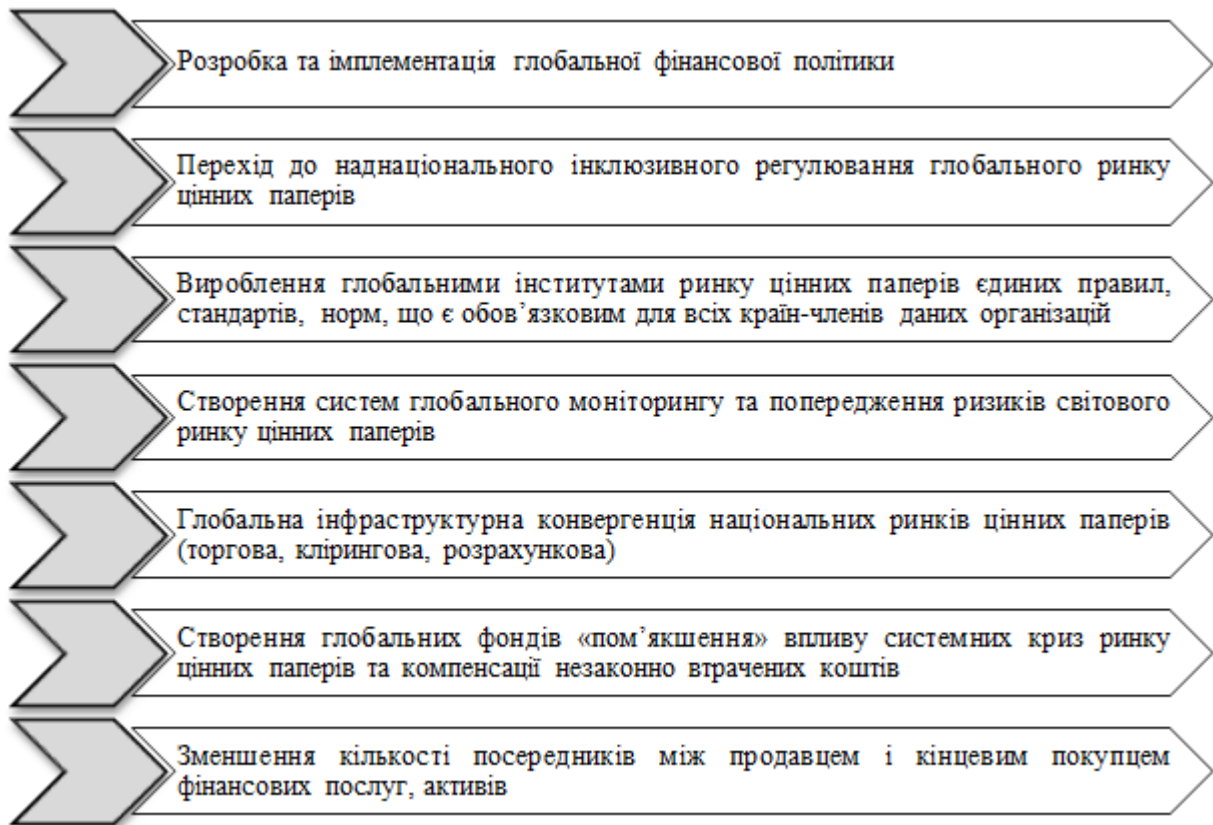 Розробка та імплементація глобальної фінансової політики
Перехід до наднаціонального інклюзивного регулювання глобального ринку
цінних паперів
Вироблення глобальними інститутами ринку цінних паперів єдиних правил,
стандартів, норм, що є обов’язковим для всіх країн-членів даних організацій
Створення систем глобального моніторингу та попередження ризиків світового
ринку цінних паперів
Глобальна інфраструктурна конвергенція національних ринків цінних паперів
(торгова, клірингова, розрахункова)
Створення глобальних фондів «пом’якшення» впливу системних криз ринку
цінних паперів та компенсації незаконно втрачених коштів
Зменшення кількості посередників між продавцем і кінцевим покупцем
фінансових послуг, активів